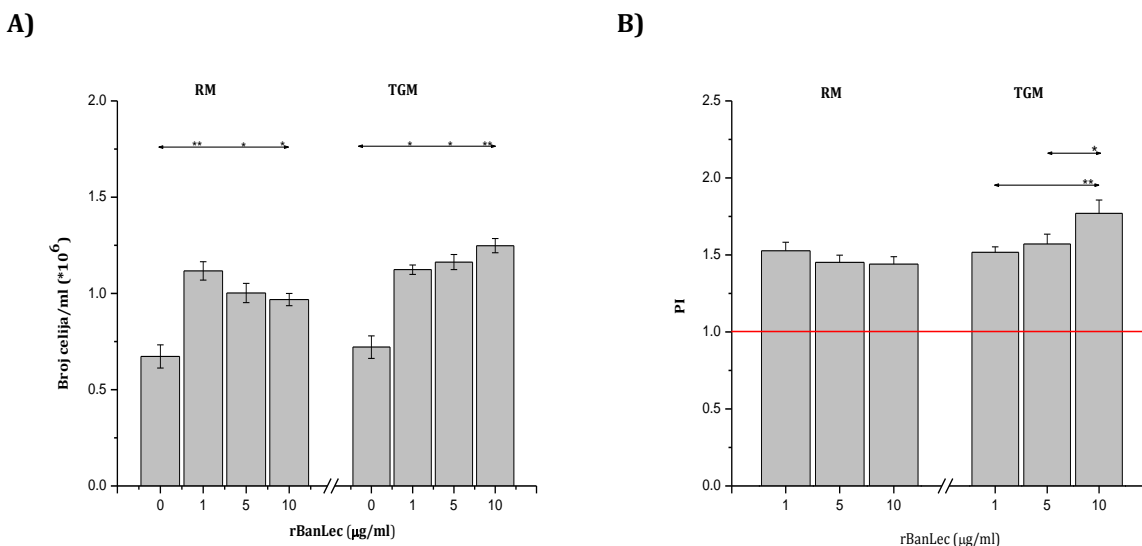 A)
RM
TGM
2.0
1.5
1.0
0.5
0.0
** * *
* * **
Broj celija/ml (*10⁶)
0 1 5 10 0 1 5 10
rBanLec (µg/ml)
B)
RM
TGM
2.5
2.0
1.5
1.0
0.5
0.0
*
**
PI
1 5 10 1 5 10
rBanLec (µg/ml)